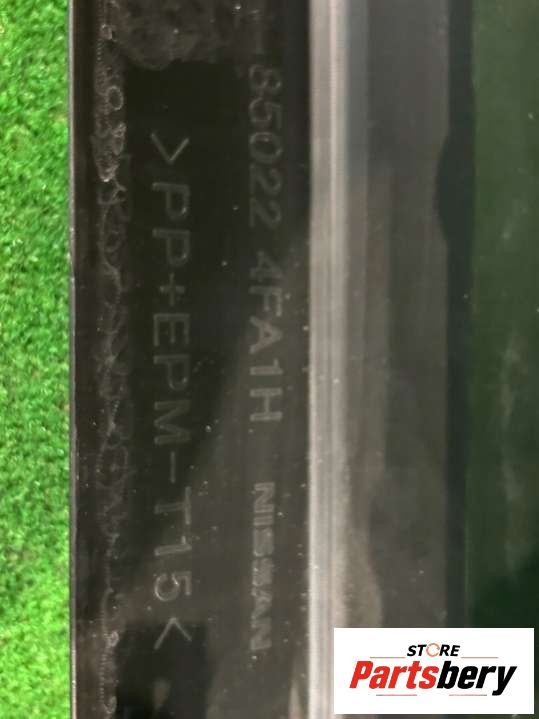 85022 4FA1H NISSAN
>PP+EPM-T15<
STORE
Partsbery